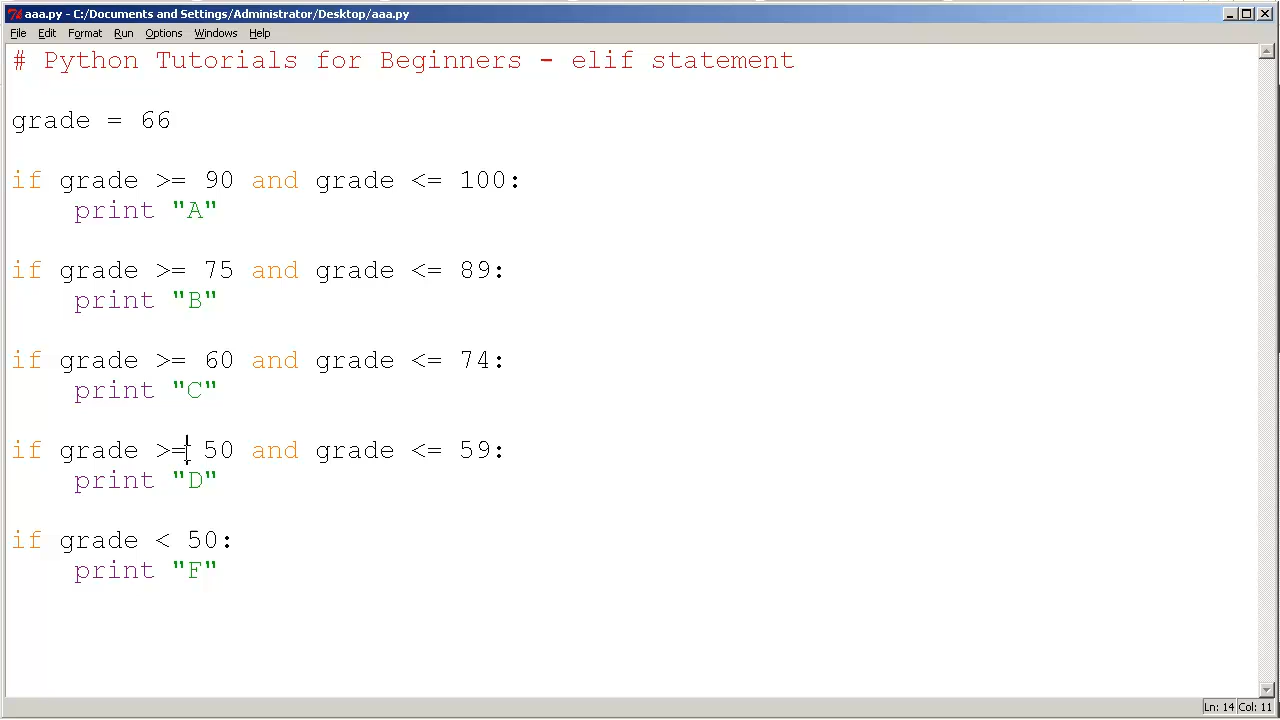 aaa.py - C:/Documents and Settings/Administrator/Desktop/aaa.py
File Edit Format Run Options Windows Help
# Python Tutorials for Beginners - elif statement
grade = 66
if grade >= 90 and grade <= 100:
    print "A"
if grade >= 75 and grade <= 89:
    print "B"
if grade >= 60 and grade <= 74:
    print "C"
if grade >= 50 and grade <= 59:
    print "D"
if grade < 50:
    print "F"
Ln: 14 Col: 11